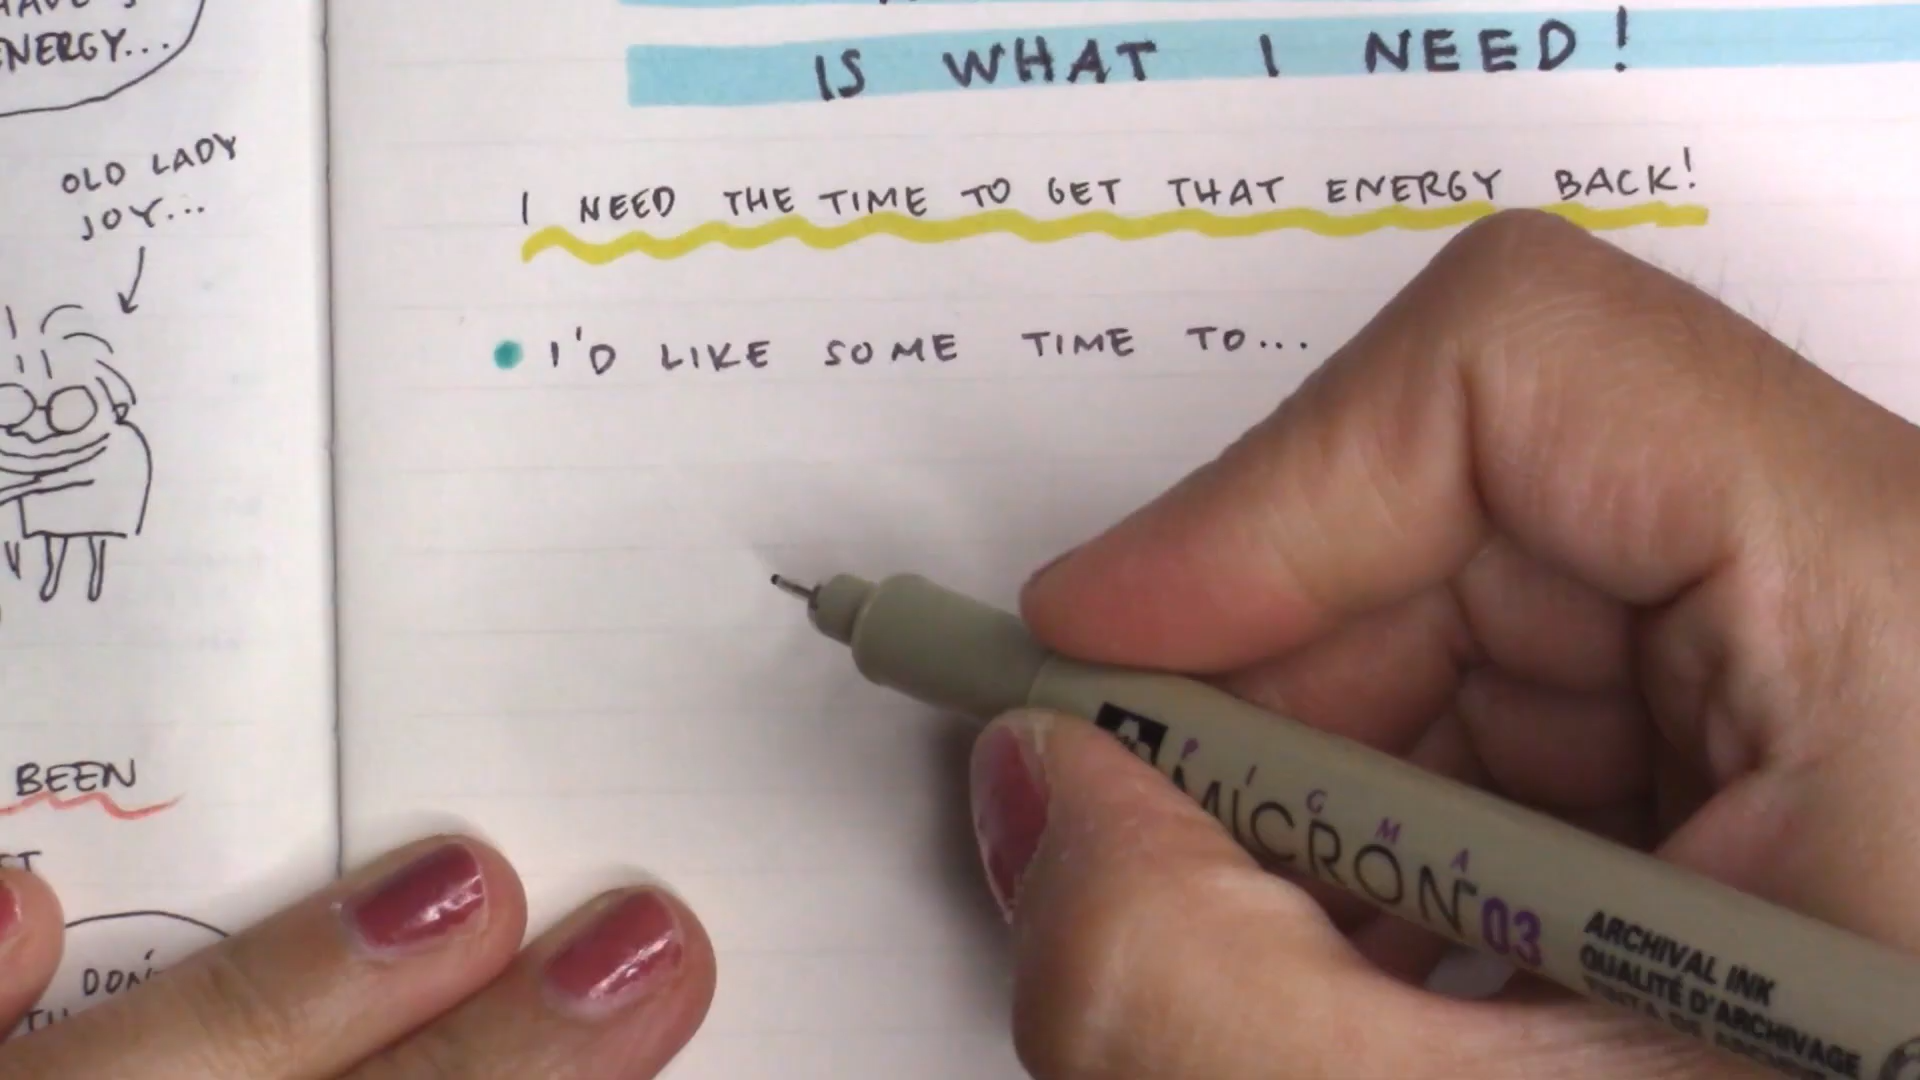 ENERGY...
OLD LADY
JOY...
BEEN
IS WHAT I NEED!
I NEED THE TIME TO GET THAT ENERGY BACK!
I'D LIKE SOME TIME TO...
PIGMA
MICRON 03
ARCHIVAL INK
QUALITÉ D'ARCHIVAGE